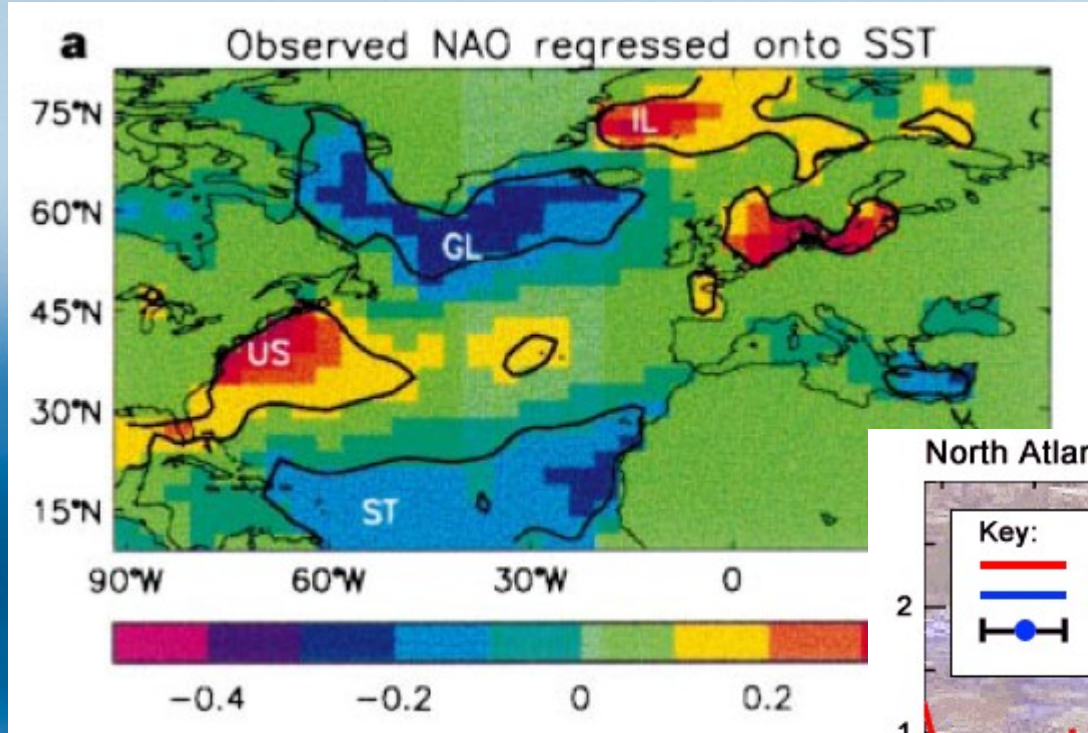 a Observed NAO regressed onto SST
75°N
IL
60°N
GL
45°N
US
30°N
15°N
ST
90°W 60°W 30°W 0
-0.4 -0.2 0 0.2
North
Key:
2
1